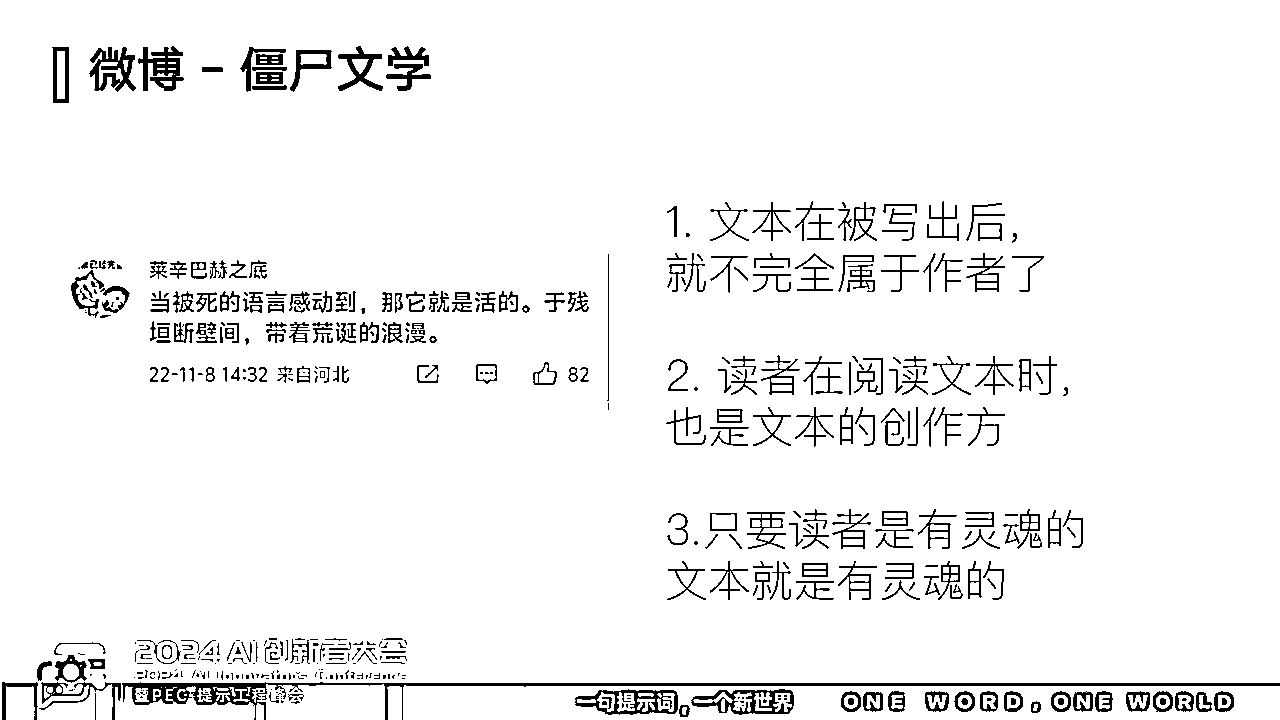 微博 - 僵尸文学
莱辛巴赫之底
当被死的语言感动到，那它就是活的。于残
垣断壁间，带着荒诞的浪漫。
22-11-8 14:32 来自河北
82
1. 文本在被写出后，
就不完全属于作者了
2. 读者在阅读文本时，
也是文本的创作方
3.只要读者是有灵魂的
文本就是有灵魂的
2024 AI 创新者大会
2024 AI Innovators Conference
暨PEC·提示工程峰会
一句提示词，一个新世界
ONE WORD, ONE WORLD